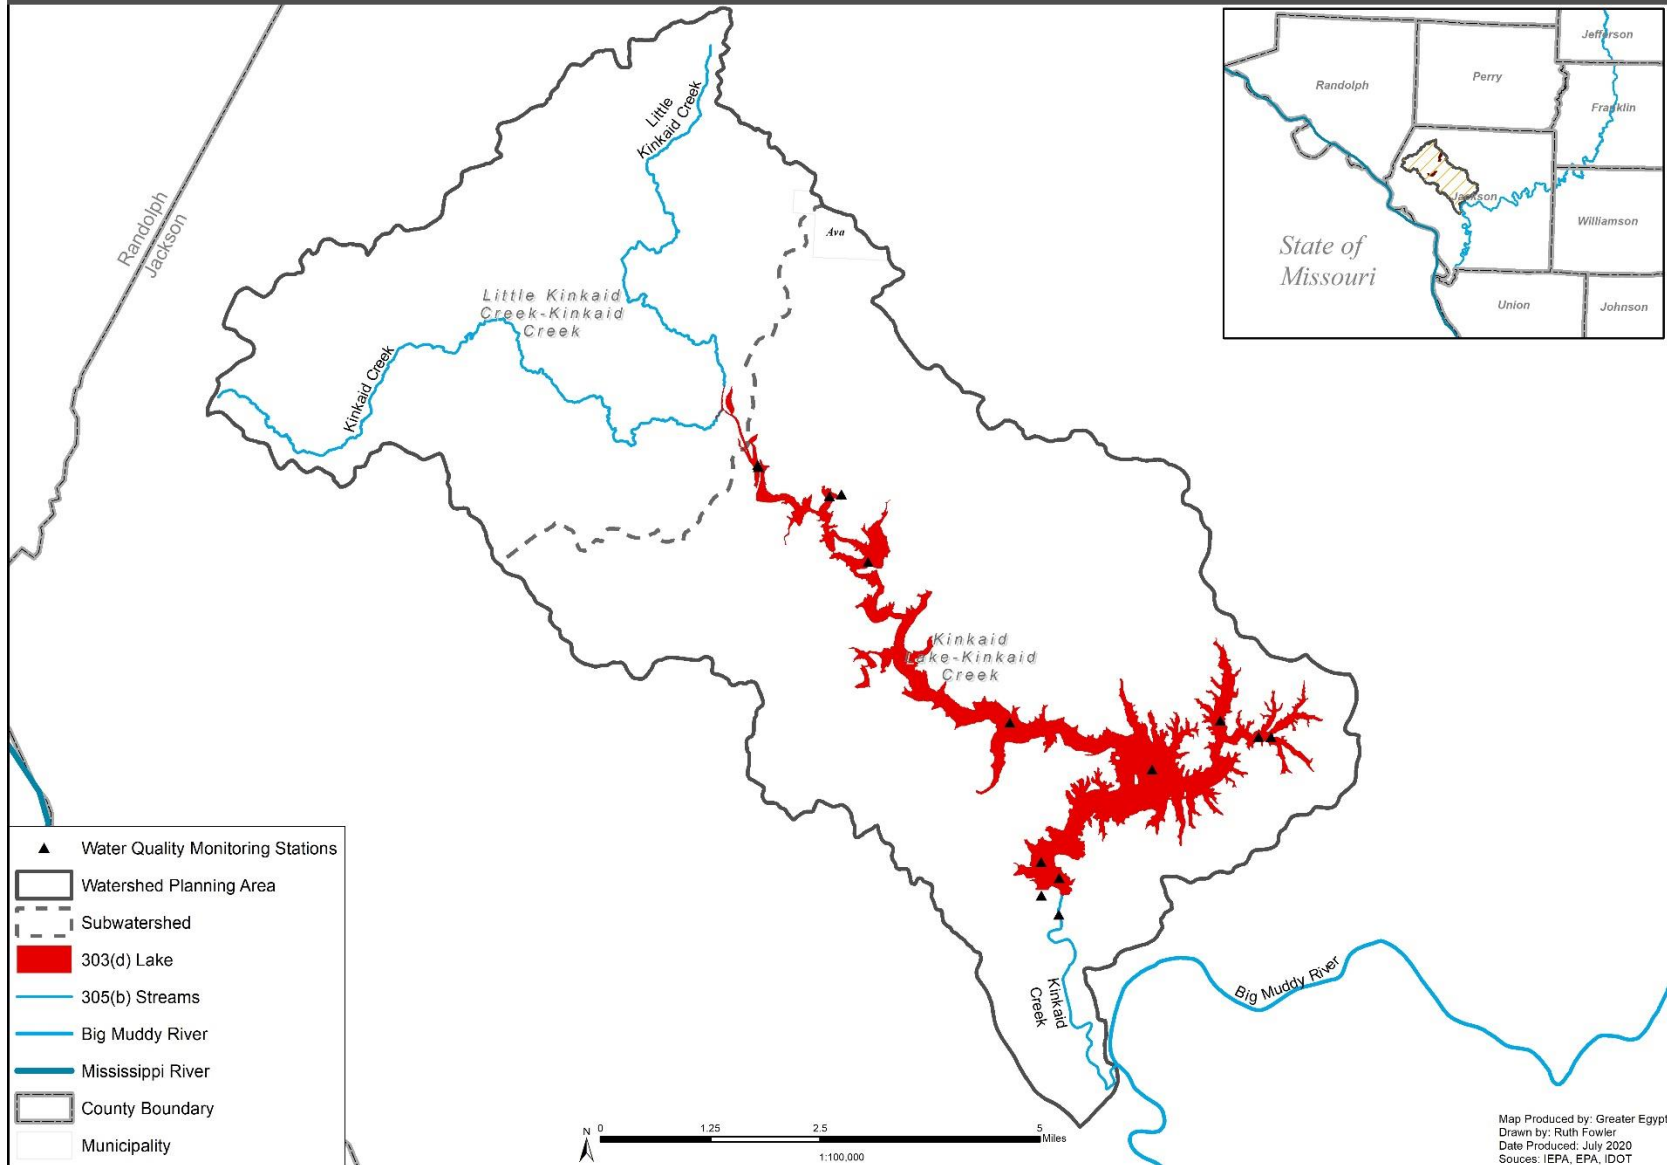 Randolph
Jackson
Little
Kinkaid Creek
Ava
Little Kinkaid
Creek-Kinkaid
Creek
Kinkaid Creek
Kinkaid
Lake-Kinkaid
Creek
Kinkaid
Creek
Big Muddy River
Jefferson
Randolph
Perry
Franklin
Jackson
Williamson
State of
Missouri
Union
Johnson
Water Quality Monitoring Stations
Watershed Planning Area
Subwatershed
303(d) Lake
305(b) Streams
Big Muddy River
Mississippi River
County Boundary
Municipality
N
0 1.25 2.5 5
Miles
1:100,000
Map Produced by: Greater Egypt
Drawn by: Ruth Fowler
Date Produced: July 2020
Souces: IEPA, EPA, IDOT